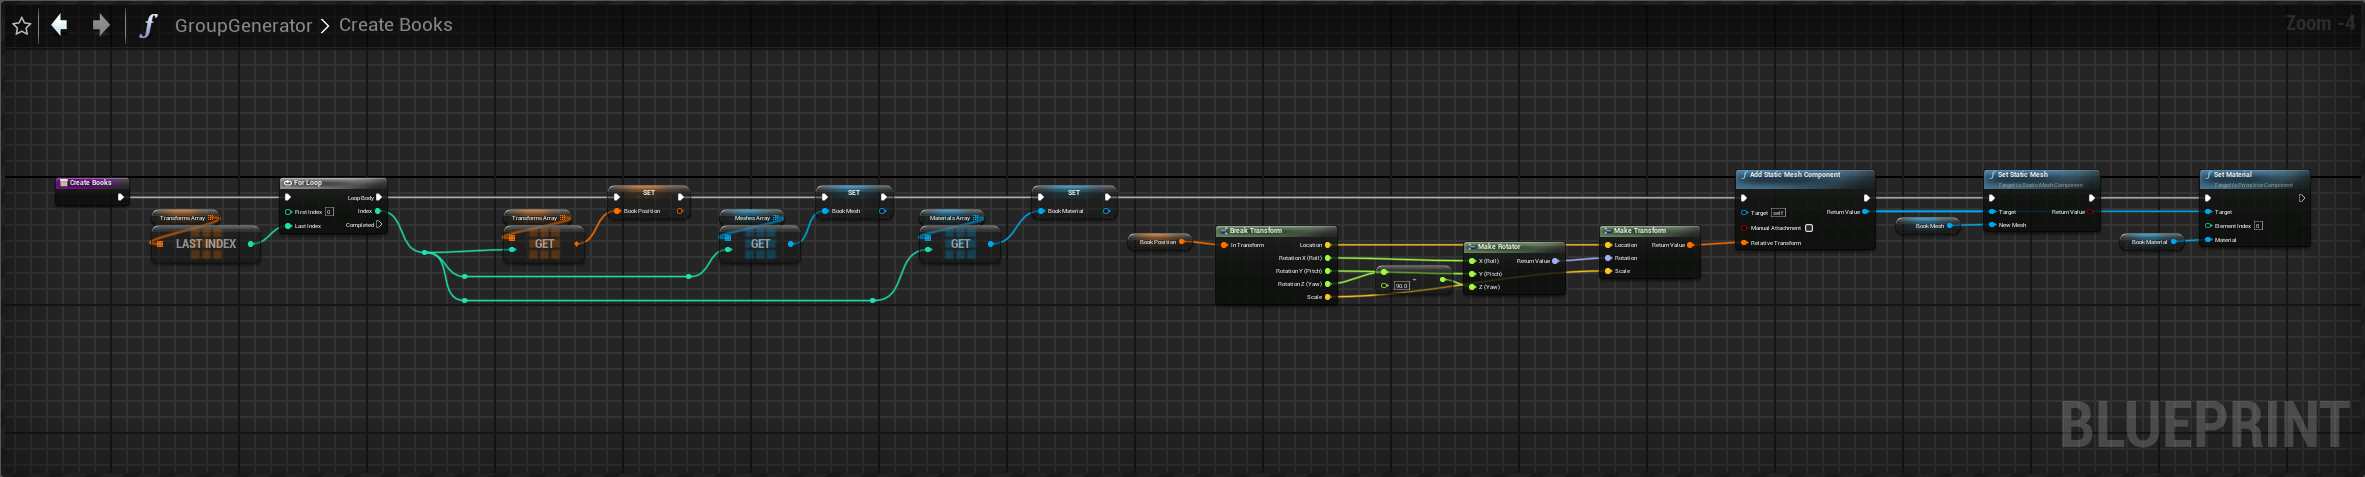 GroupGenerator > Create Books
Zoom -4
Create Books
Transforms Array
LAST INDEX
For Loop
First Index 0
Last Index
Loop Body
Index
Completed
Transforms Array
GET
SET
Book Position
Meshes Array
GET
SET
Book Mesh
Materials Array
GET
SET
Book Material
Book Position
Break Transform
In Transform
Location
Rotation X (Roll)
Rotation Y (Pitch)
Rotation Z (Yaw)
Scale
-
90.0
Make Rotator
X (Roll)
Y (Pitch)
Z (Yaw)
Return Value
Make Transform
Location
Rotation
Scale
Return Value
Add Static Mesh Component
Target self
Manual Attachment
Relative Transform
Return Value
Book Mesh
Set Static Mesh
Target is Static Mesh Component
Target
New Mesh
Return Value
Book Material
Set Material
Target is Primitive Component
Target
Element Index 0
Material
BLUEPRINT